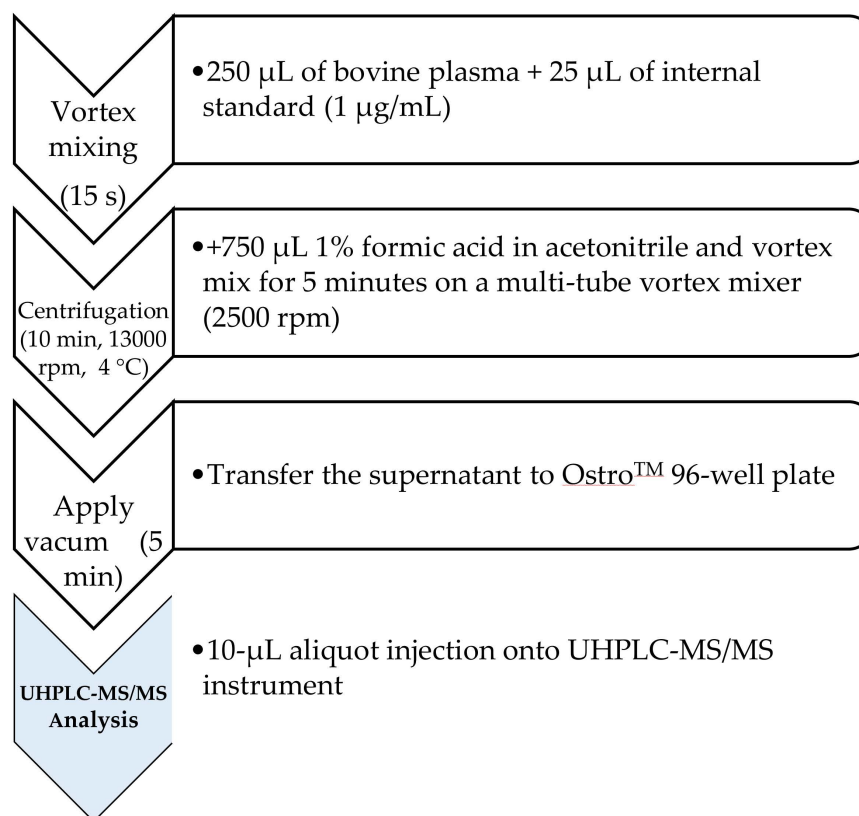 Vortex
mixing
(15 s)
•250 µL of bovine plasma + 25 µL of internal
standard (1 µg/mL)
Centrifugation
(10 min, 13000
rpm, 4 °C)
•+750 µL 1% formic acid in acetonitrile and vortex
mix for 5 minutes on a multi-tube vortex mixer
(2500 rpm)
Apply
vacum (5
min)
•Transfer the supernatant to Ostro™ 96-well plate
UHPLC-MS/MS
Analysis
•10-µL aliquot injection onto UHPLC-MS/MS
instrument